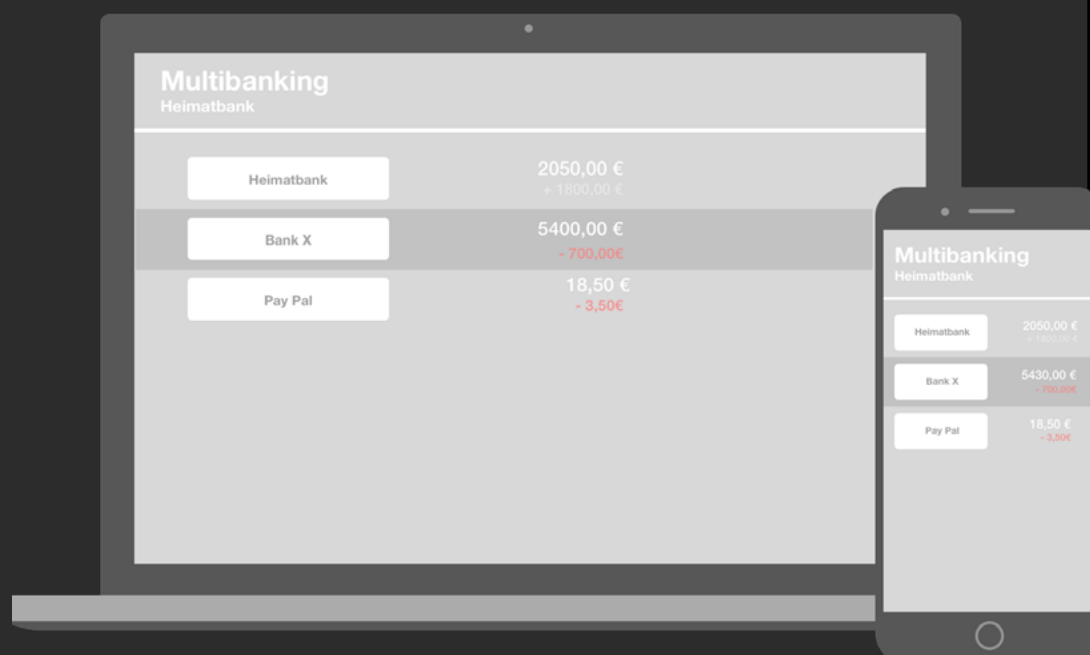 Multibanking
Heimatbank
Heimatbank
2050,00 €
+ 1800,00 €
Bank X
5400,00 €
- 700,00€
Pay Pal
18,50 €
- 3,50€
Multibanking
Heimatbank
Heimatbank
2050,00 €
+ 1800,00 €
Bank X
5430,00 €
- 700,00€
Pay Pal
18,50 €
- 3,50€